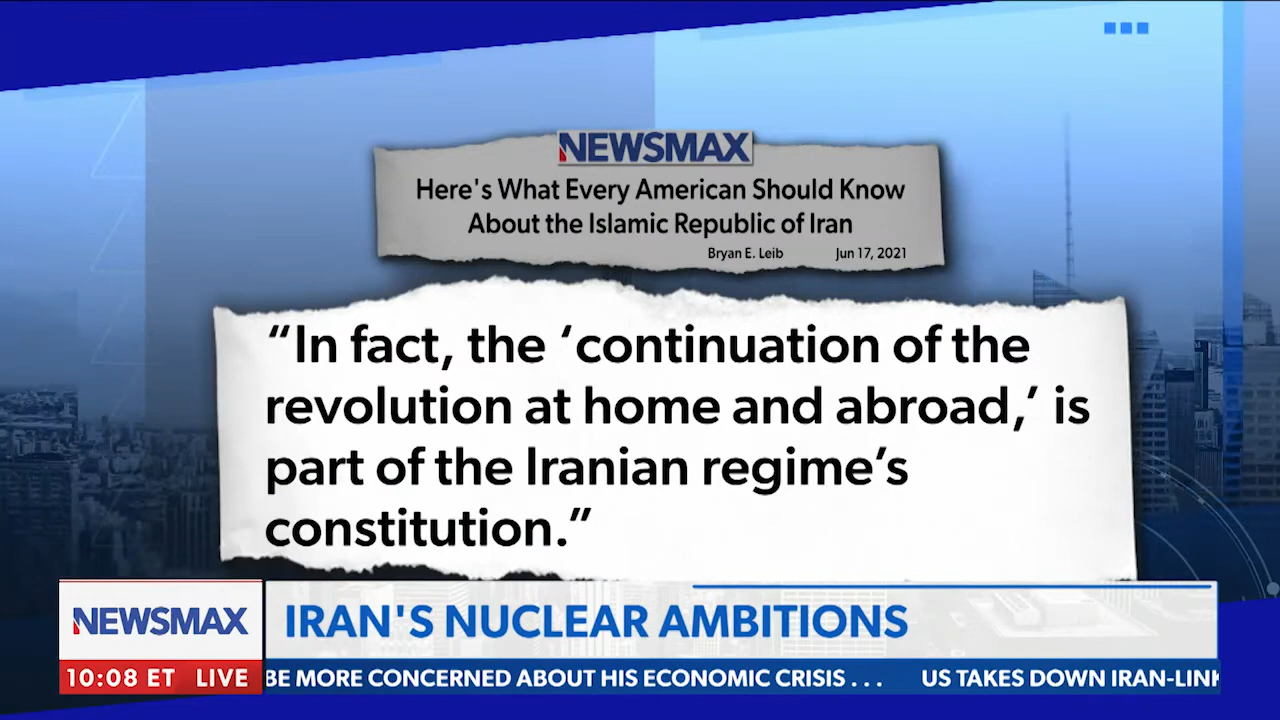 NEWSMAX
Here's What Every American Should Know
About the Islamic Republic of Iran
Bryan E. Leib Jun 17, 2021
“In fact, the ‘continuation of the
revolution at home and abroad,’ is
part of the Iranian regime’s
constitution.”
NEWSMAX
IRAN'S NUCLEAR AMBITIONS
10:08 ET LIVE
BE MORE CONCERNED ABOUT HIS ECONOMIC CRISIS . . . US TAKES DOWN IRAN-LINK